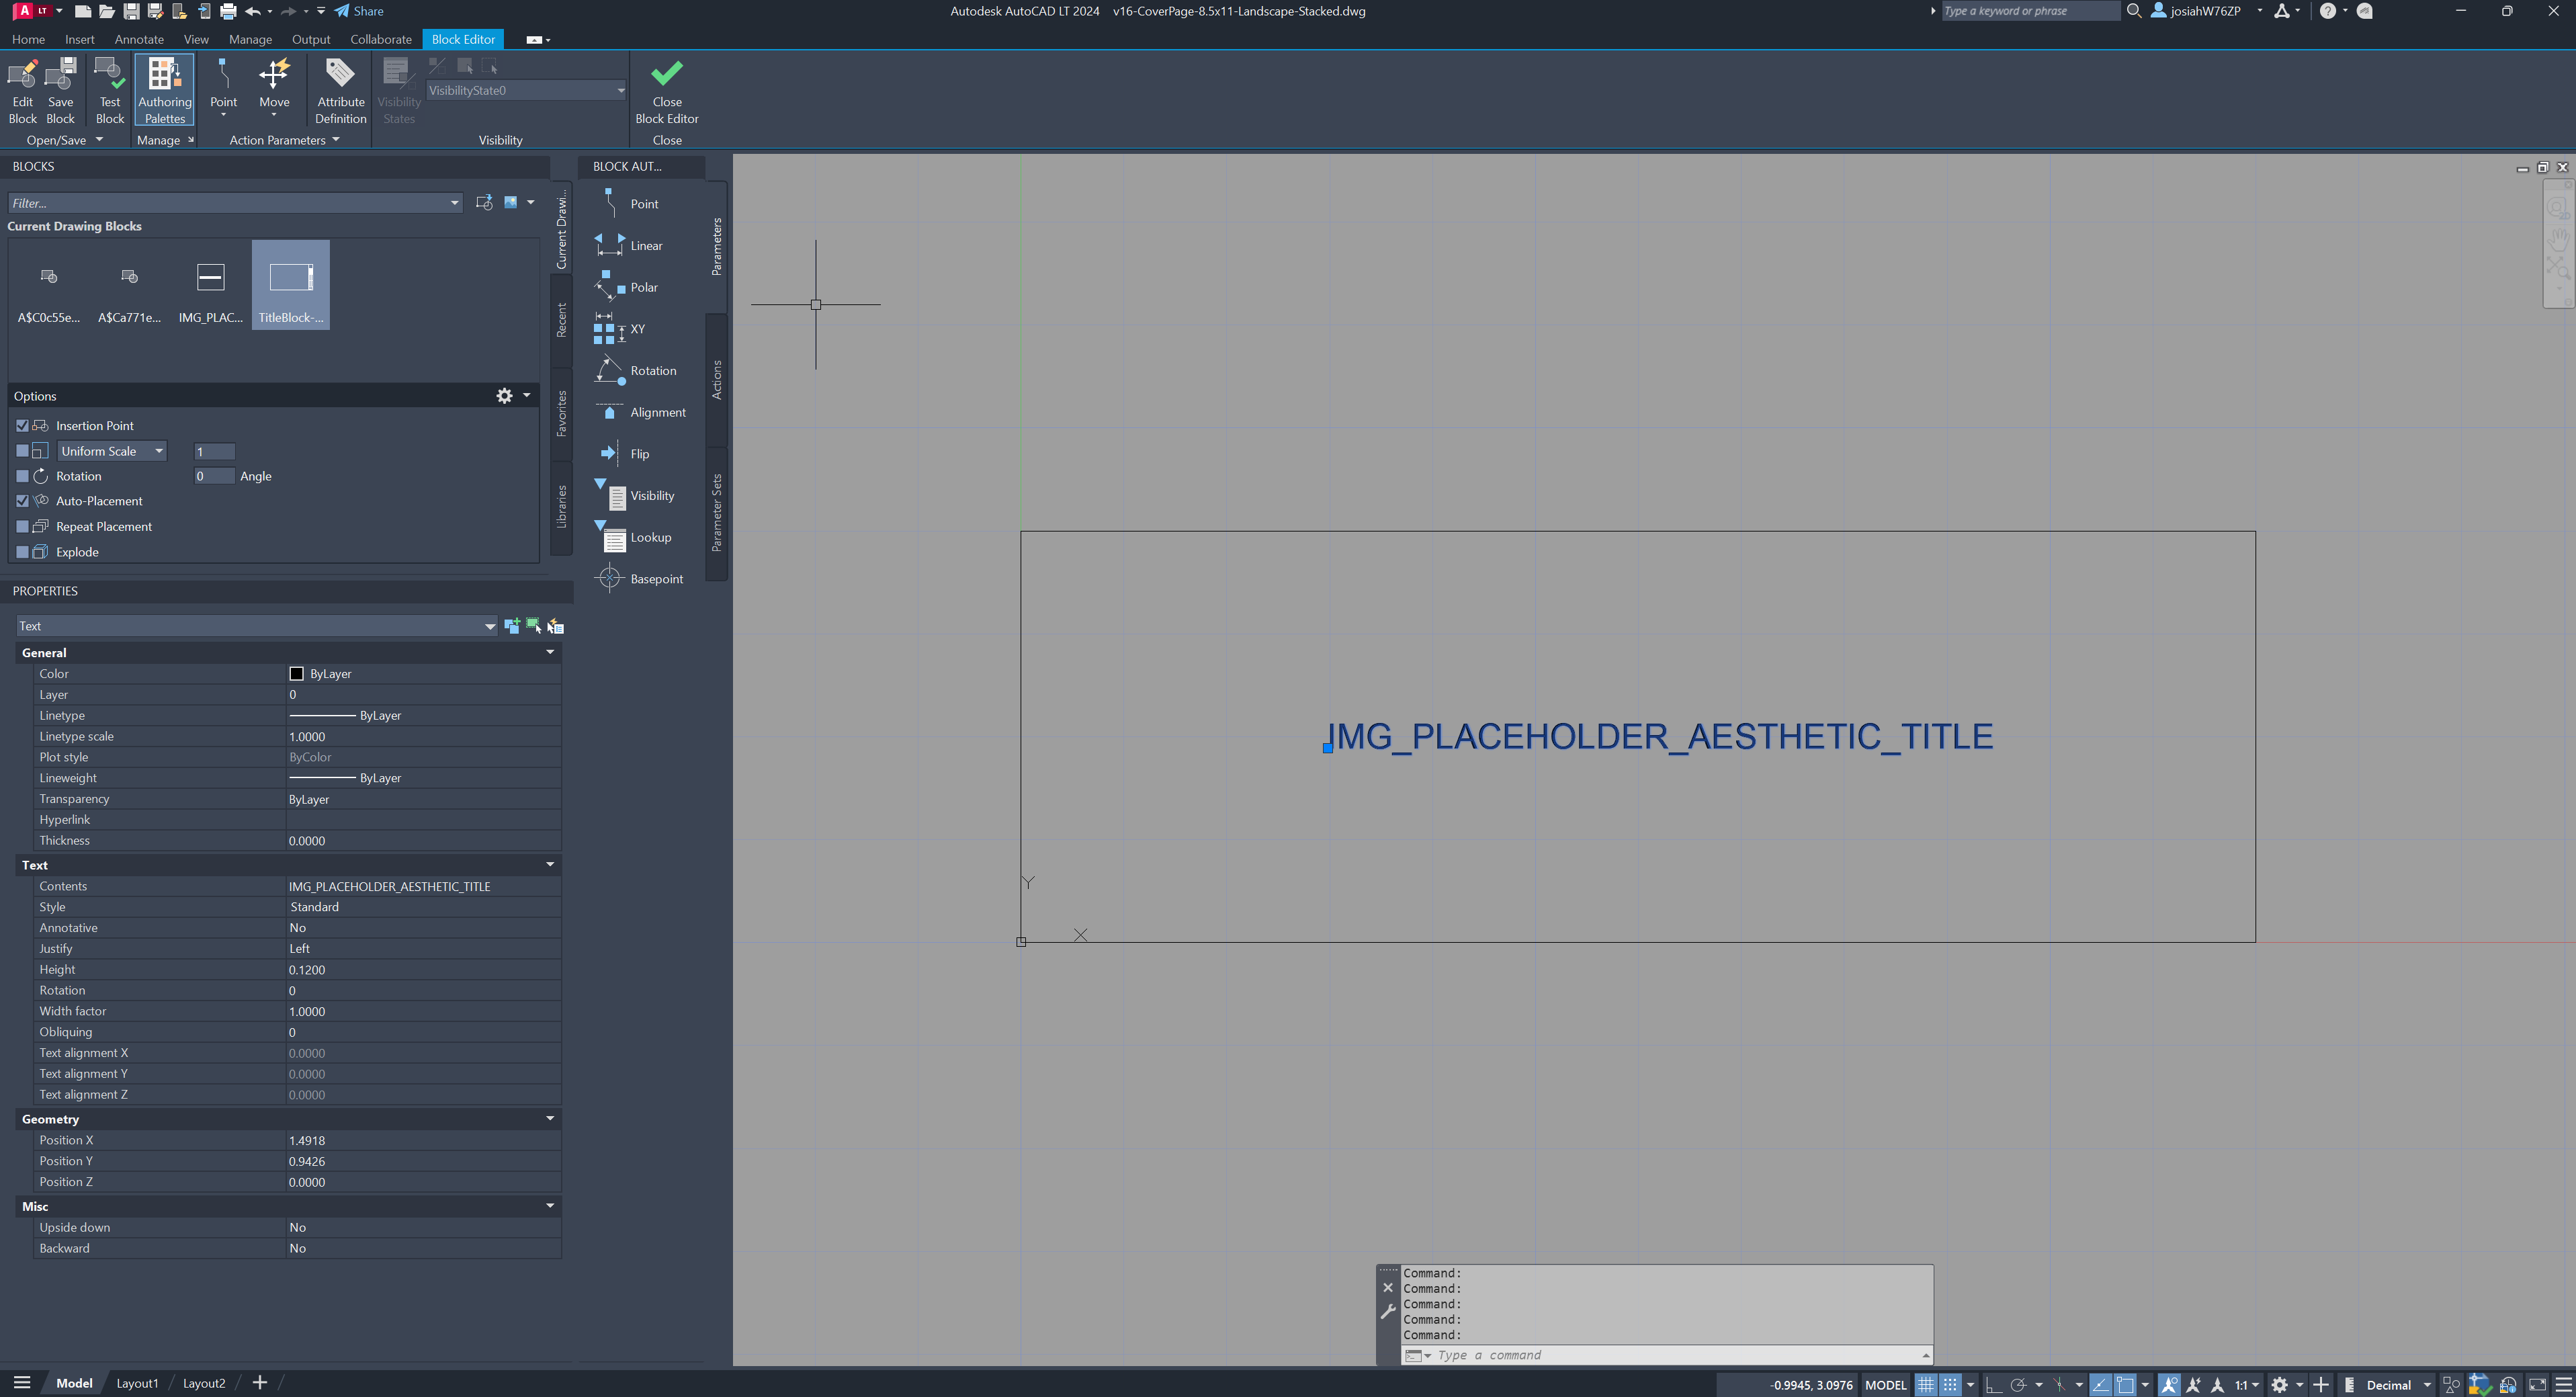 A LT
Share
Autodesk AutoCAD LT 2024 v16-CoverPage-8.5x11-Landscape-Stacked.dwg
Type a keyword or phrase
josiahW76ZP
Home Insert Annotate View Manage Output Collaborate Block Editor
Edit Block
Save Block
Test Block
Authoring Palettes
Point
Move
Attribute Definition
Visibility States
VisibilityState0
Close Block Editor
Open/Save
Manage
Action Parameters
Visibility
Close
BLOCKS
Filter...
Current Drawing Blocks
A$C0c55e...
A$Ca771e...
IMG_PLAC...
TitleBlock-...
Options
Insertion Point
Uniform Scale 1
Rotation 0 Angle
Auto-Placement
Repeat Placement
Explode
Current Drawi...
Recent
Favorites
Libraries
BLOCK AUT...
Point
Linear
Polar
XY
Rotation
Alignment
Flip
Visibility
Lookup
Basepoint
Parameters
Actions
Parameter Sets
PROPERTIES
Text
General
Color ByLayer
Layer 0
Linetype ByLayer
Linetype scale 1.0000
Plot style ByColor
Lineweight ByLayer
Transparency ByLayer
Hyperlink
Thickness 0.0000
Text
Contents IMG_PLACEHOLDER_AESTHETIC_TITLE
Style Standard
Annotative No
Justify Left
Height 0.1200
Rotation 0
Width factor 1.0000
Obliquing 0
Text alignment X 0.0000
Text alignment Y 0.0000
Text alignment Z 0.0000
Geometry
Position X 1.4918
Position Y 0.9426
Position Z 0.0000
Misc
Upside down No
Backward No
IMG_PLACEHOLDER_AESTHETIC_TITLE
Y
X
Command:
Command:
Command:
Command:
Command:
Type a command
Model Layout1 Layout2
-0.9945, 3.0976 MODEL 1:1 Decimal